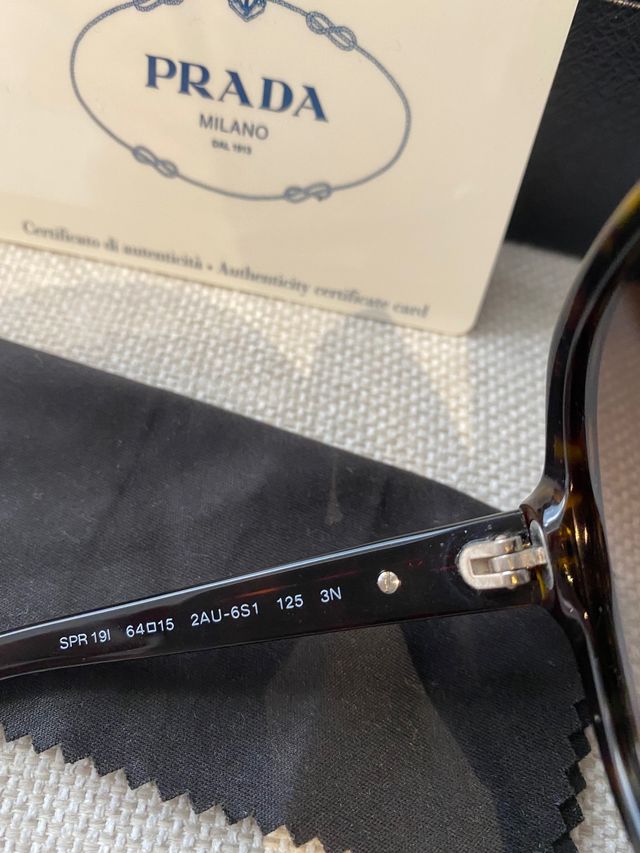 PRADA
MILANO
DAL 1913
Certificato di autenticità • Authenticity certificate card
SPR 19I 64□15 2AU-6S1 125 3N